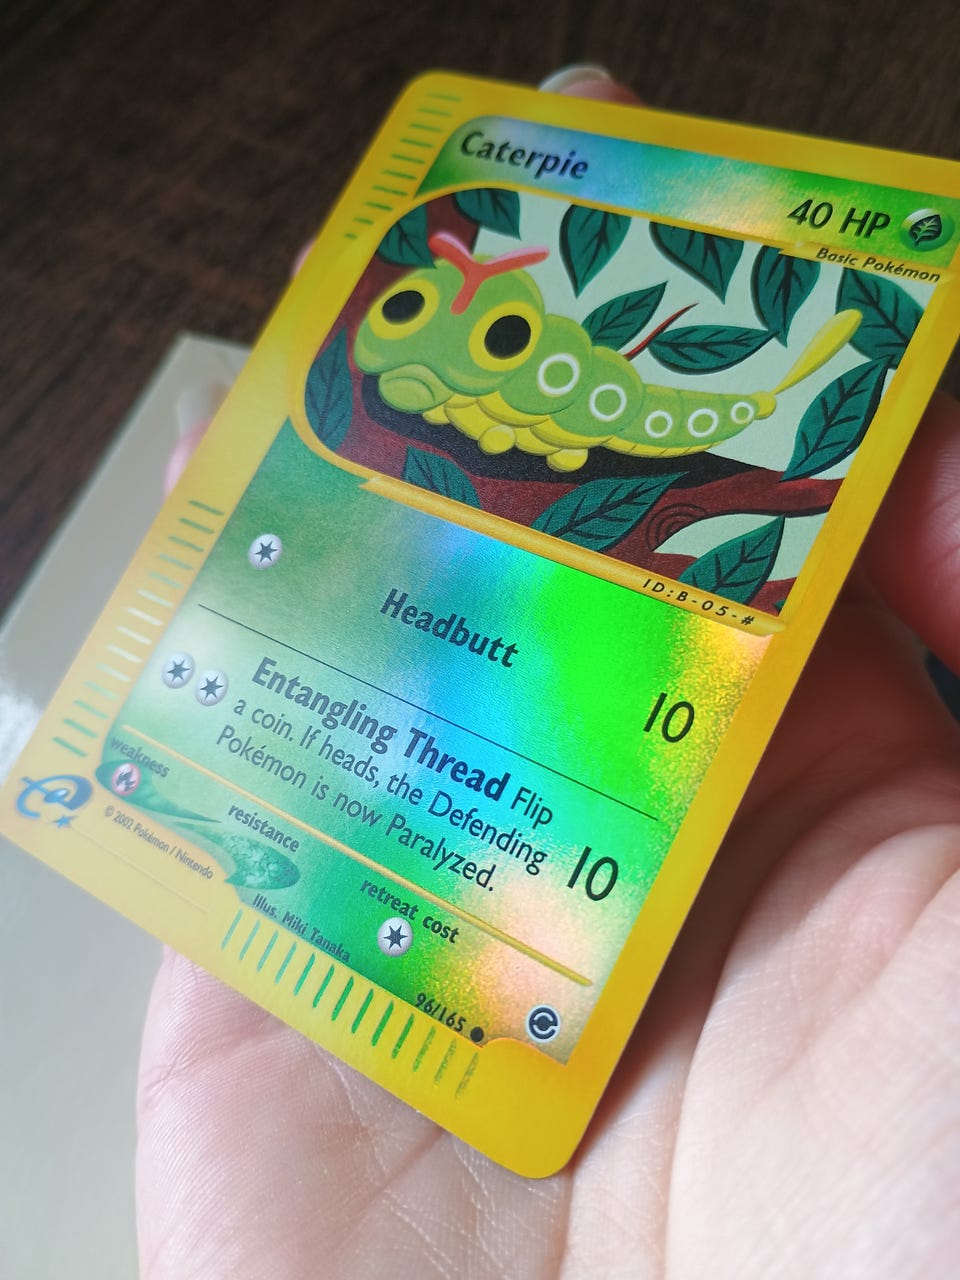 Caterpie
40 HP
Basic Pokémon
ID:B-05-#
Headbutt
10
Entangling Thread Flip
a coin. If heads, the Defending
Pokémon is now Paralyzed.
10
weakness
resistance
retreat cost
© 2002 Pokémon / Nintendo
Illus. Miki Tanaka
96/165